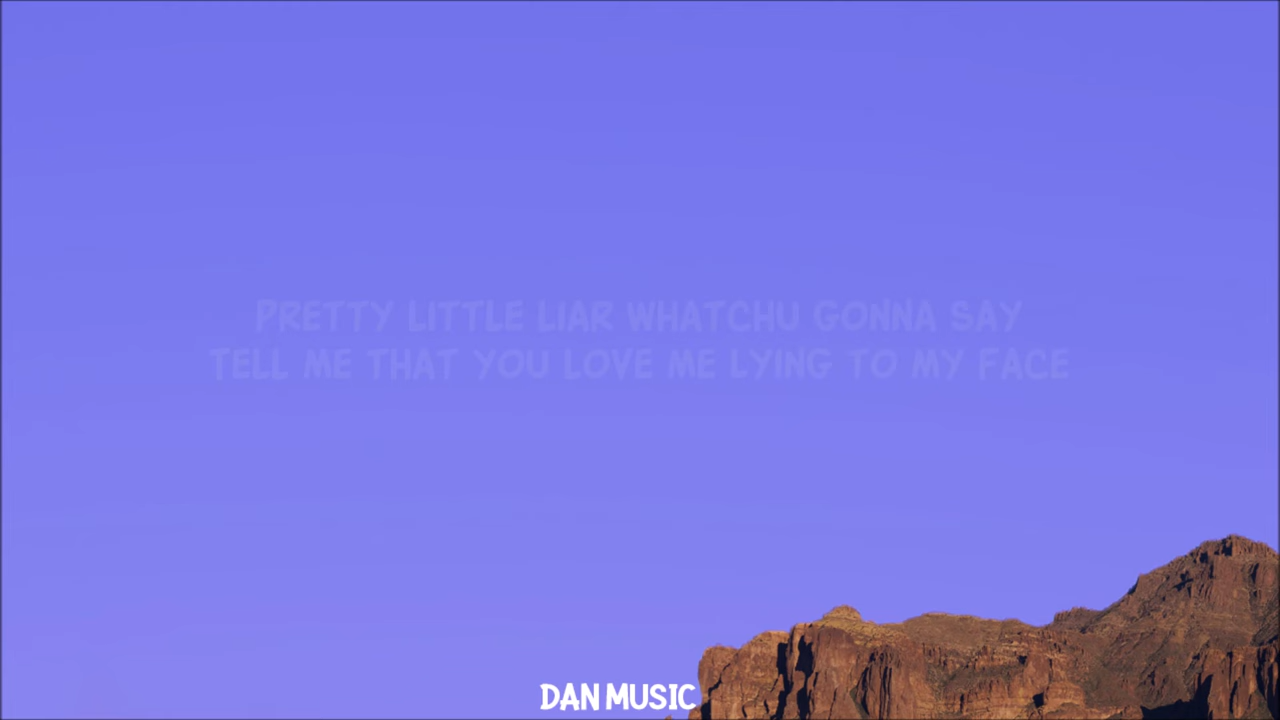 PRETTY LITTLE LIAR WHATCHU GONNA SAY
TELL ME THAT YOU LOVE ME LYING TO MY FACE
DAN MUSIC